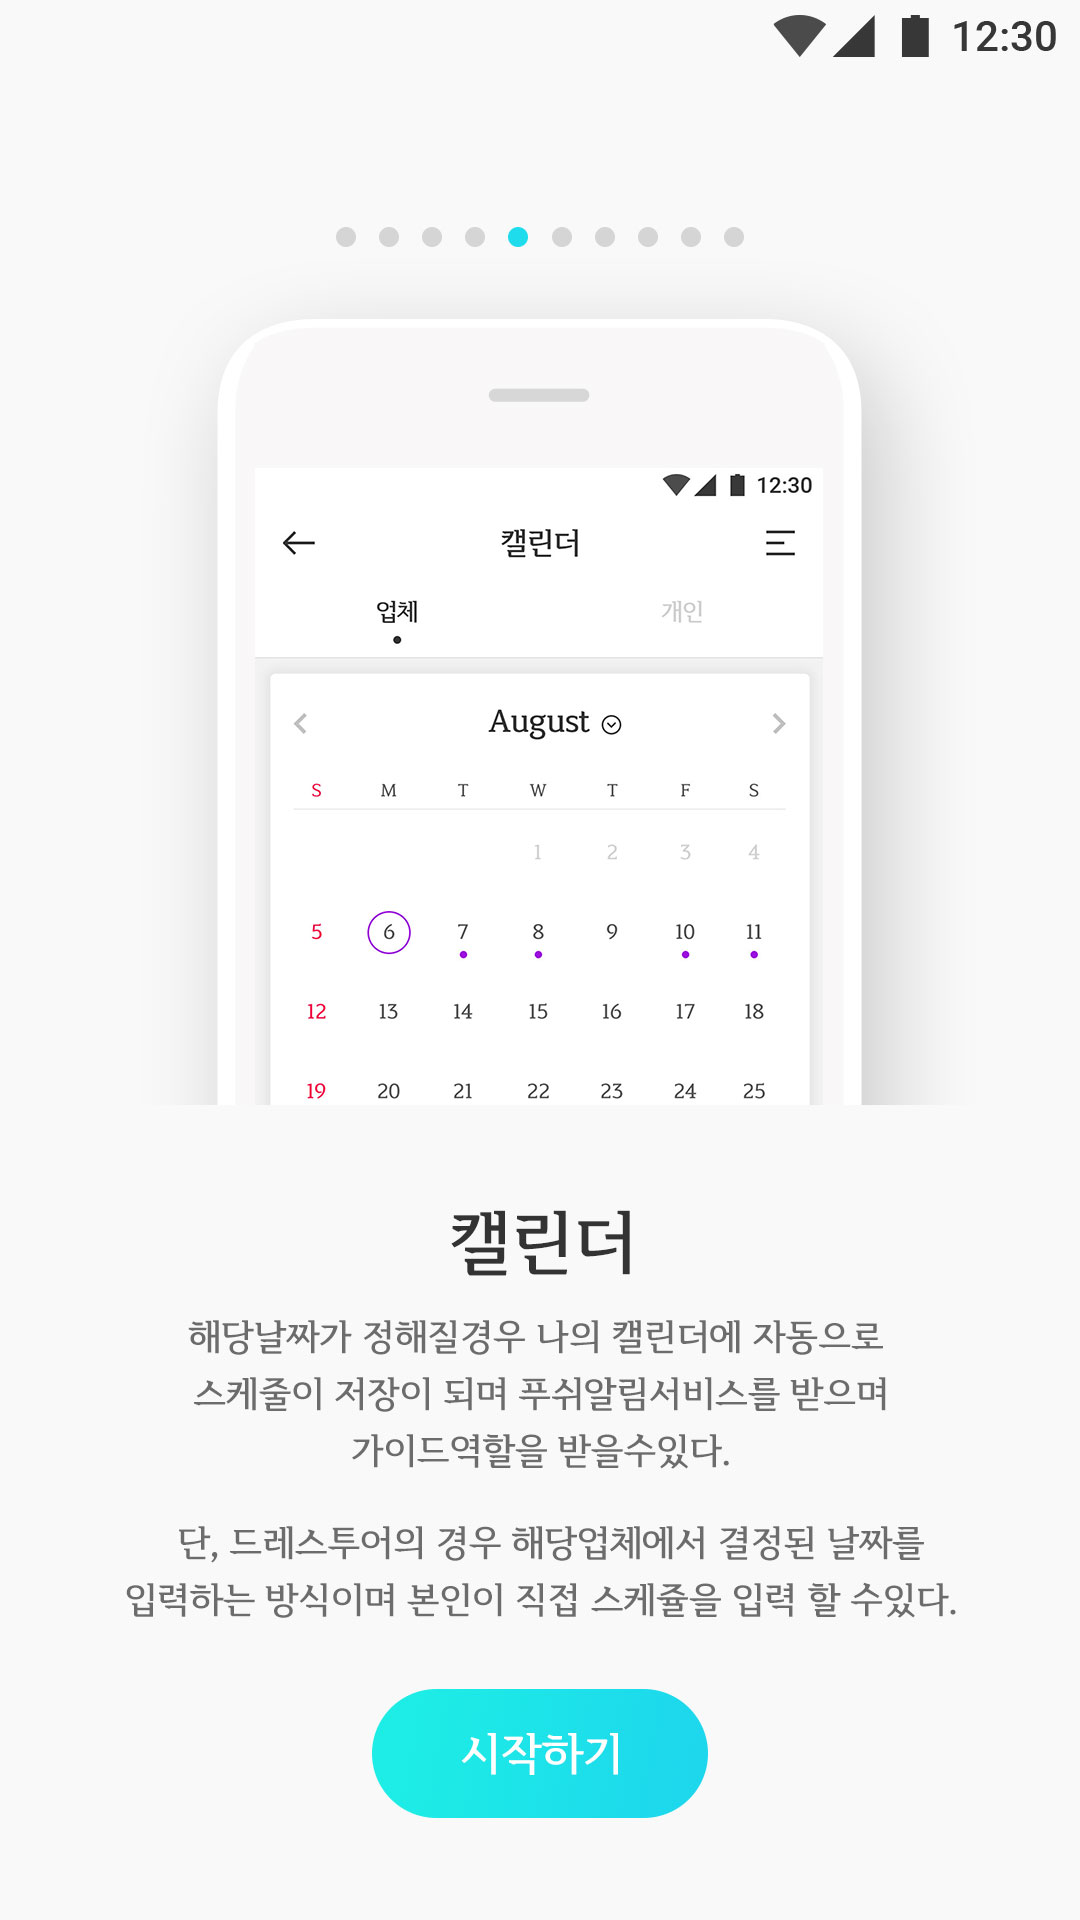 12:30
12:30
캘린더
업체 개인
August
S M T W T F S
1 2 3 4
5 6 7 8 9 10 11
12 13 14 15 16 17 18
19 20 21 22 23 24 25
캘린더
해당날짜가 정해질경우 나의 캘린더에 자동으로
스케줄이 저장이 되며 푸쉬알림서비스를 받으며
가이드역할을 받을수있다.
단, 드레스투어의 경우 해당업체에서 결정된 날짜를
입력하는 방식이며 본인이 직접 스케쥴을 입력 할 수있다.
시작하기